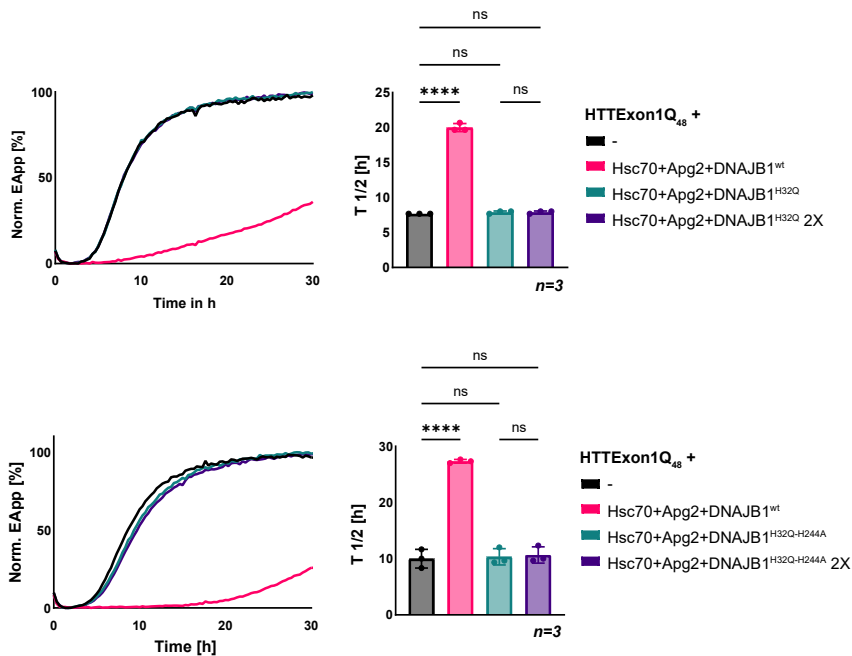 ns
ns
**** ns
100
50
0
Norm. EApp [%]
0 10 20 30
Time in h
25
20
15
10
5
0
T 1/2 [h]
n=3
HTTExon1Q48 +
-
Hsc70+Apg2+DNAJB1wt
Hsc70+Apg2+DNAJB1H32Q
Hsc70+Apg2+DNAJB1H32Q 2X
ns
ns
**** ns
100
50
0
Norm. EApp [%]
0 10 20 30
Time [h]
30
20
10
0
T 1/2 [h]
n=3
HTTExon1Q48 +
-
Hsc70+Apg2+DNAJB1wt
Hsc70+Apg2+DNAJB1H32Q-H244A
Hsc70+Apg2+DNAJB1H32Q-H244A 2X